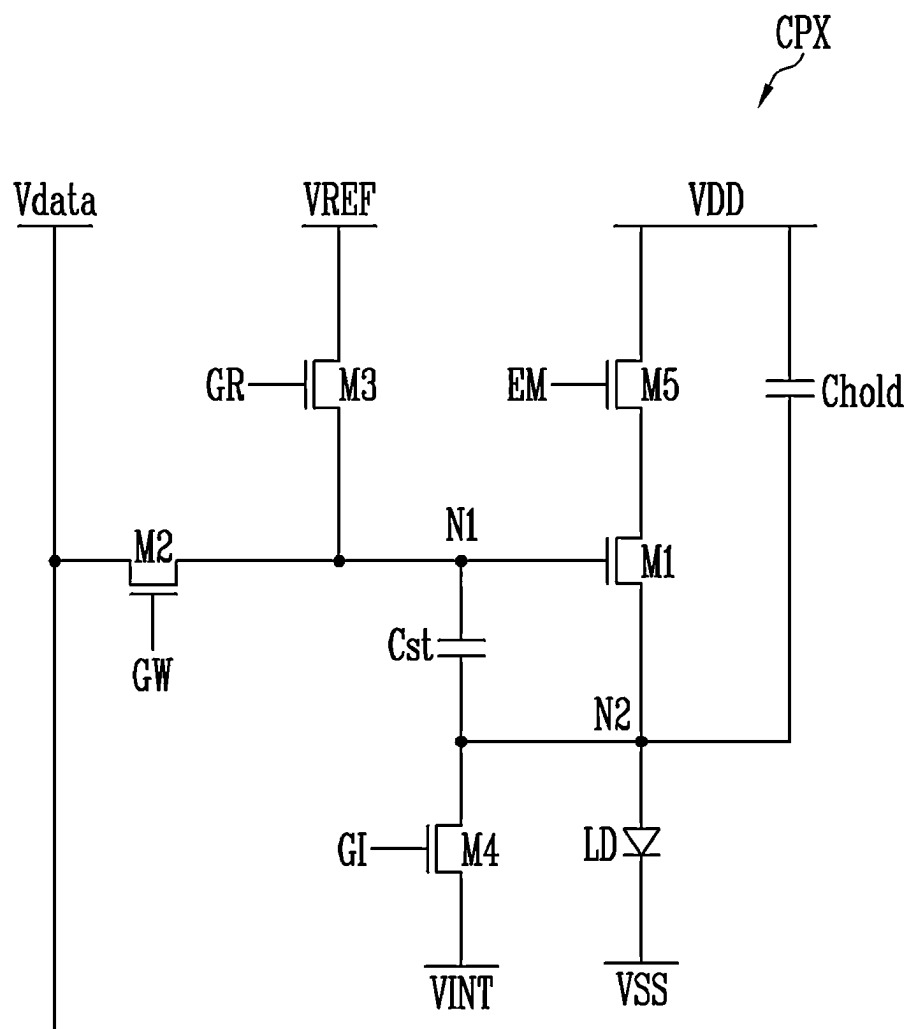 CPX
Vdata
VREF
VDD
GR
M3
EM
M5
Chold
M2
N1
M1
GW
Cst
N2
GI
M4
LD
VINT
VSS